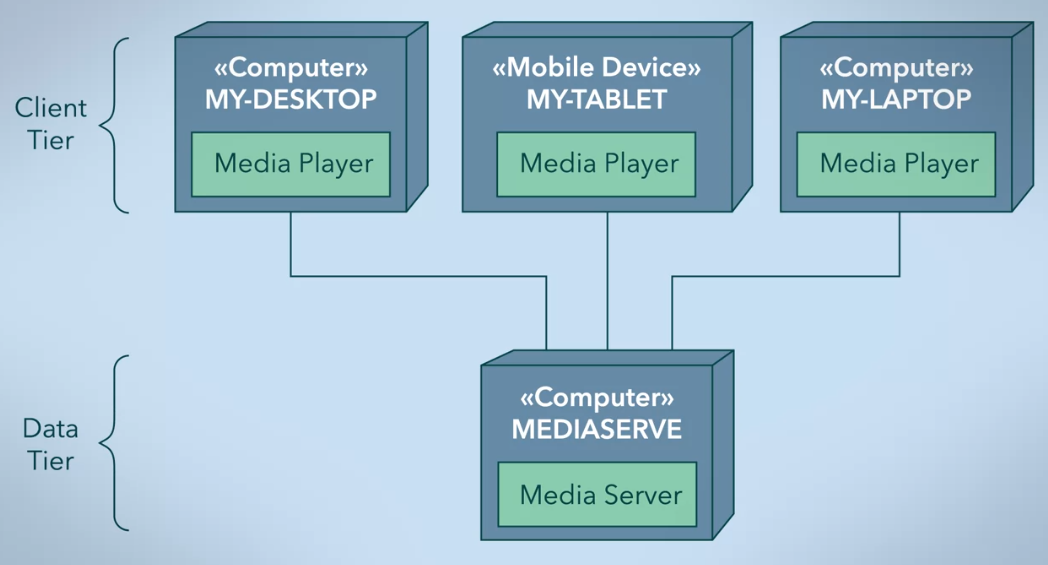 Client
Tier
«Computer»
MY-DESKTOP
Media Player
«Mobile Device»
MY-TABLET
Media Player
«Computer»
MY-LAPTOP
Media Player
Data
Tier
«Computer»
MEDIASERVE
Media Server